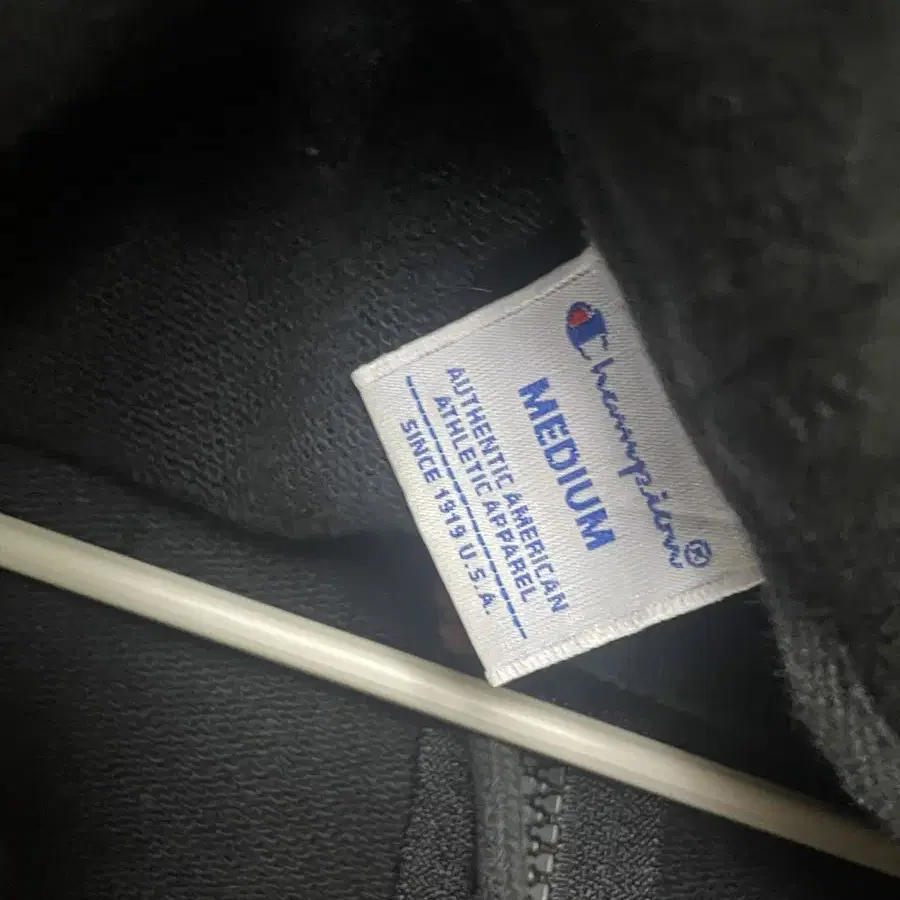 Champion®
MEDIUM
AUTHENTIC AMERICAN
ATHLETIC APPAREL
SINCE 1919 U.S.A.